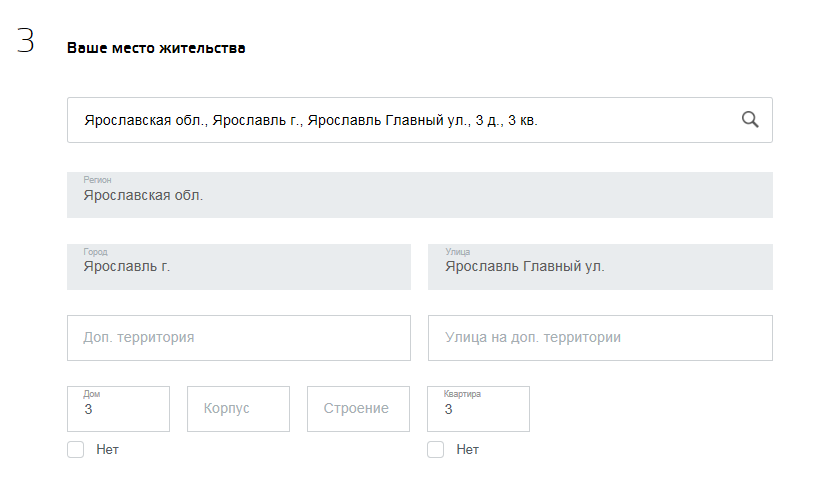 3
Ваше место жительства
Ярославская обл., Ярославль г., Ярославль Главный ул., 3 д., 3 кв.
Регион
Ярославская обл.
Город
Ярославль г.
Улица
Ярославль Главный ул.
Доп. территория
Улица на доп. территории
Дом
3
Корпус
Строение
Квартира
3
Нет
Нет